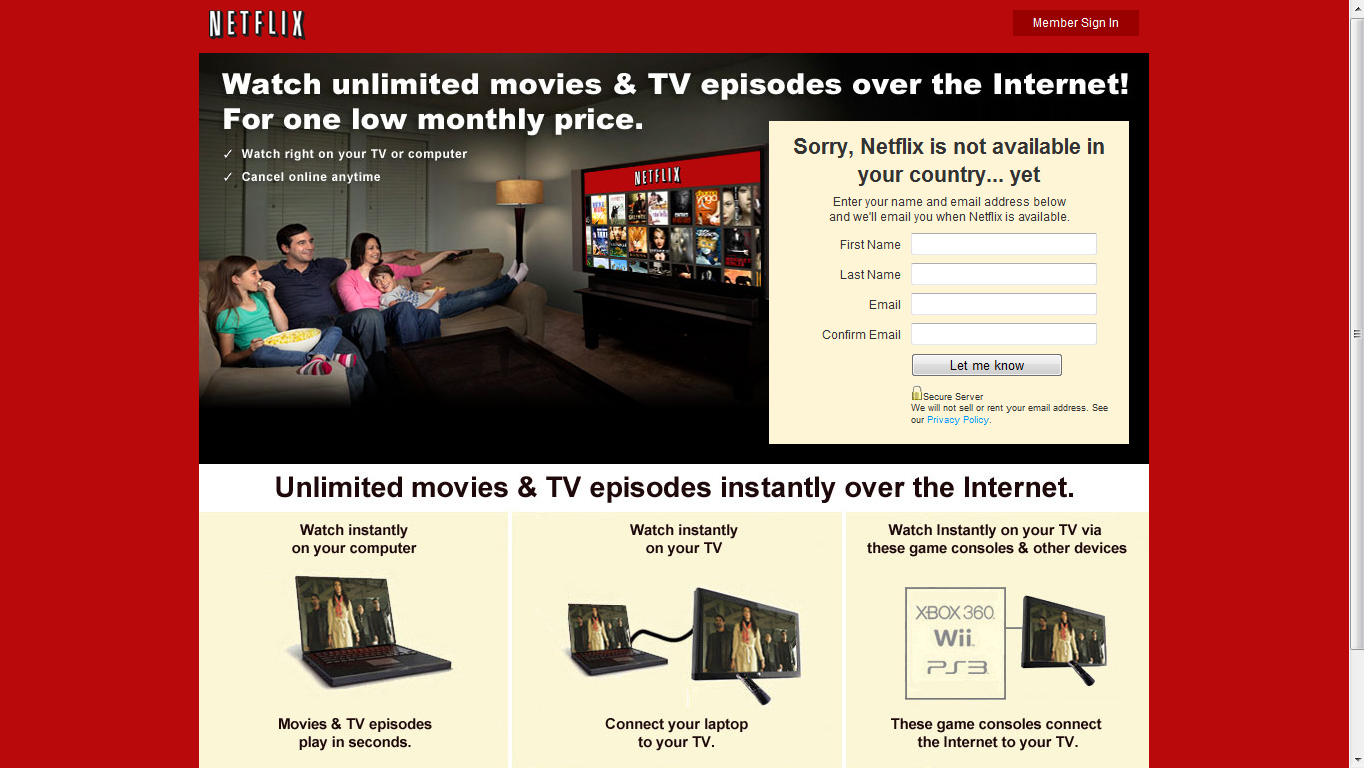 NETFLIX
Member Sign In
Watch unlimited movies & TV episodes over the Internet!
For one low monthly price.
✓ Watch right on your TV or computer
✓ Cancel online anytime
NETFLIX
Sorry, Netflix is not available in
your country... yet
Enter your name and email address below
and we'll email you when Netflix is available.
First Name
Last Name
Email
Confirm Email
Let me know
Secure Server
We will not sell or rent your email address. See
our Privacy Policy.
Unlimited movies & TV episodes instantly over the Internet.
Watch instantly
on your computer
Movies & TV episodes
play in seconds.
Watch instantly
on your TV
Connect your laptop
to your TV.
Watch Instantly on your TV via
these game consoles & other devices
XBOX 360.
Wii
PS3
These game consoles connect
the Internet to your TV.